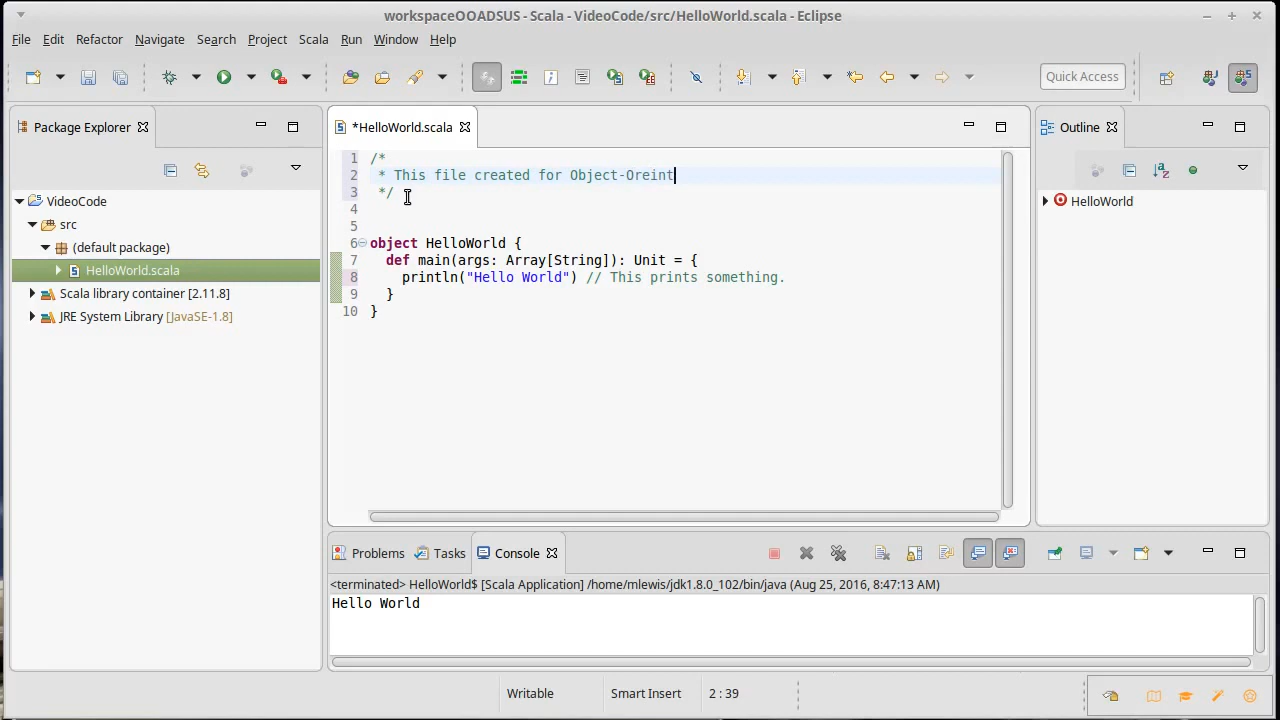 workspaceOOADSUS - Scala - VideoCode/src/HelloWorld.scala - Eclipse
File Edit Refactor Navigate Search Project Scala Run Window Help
Quick Access
Package Explorer
*HelloWorld.scala
Outline
VideoCode
src
(default package)
HelloWorld.scala
Scala library container [2.11.8]
JRE System Library [JavaSE-1.8]
1 /*
2 * This file created for Object-Oreint
3 */
4
5
6 object HelloWorld {
7 def main(args: Array[String]): Unit = {
8 println("Hello World") // This prints something.
9 }
10 }
HelloWorld
Problems Tasks Console
<terminated> HelloWorld$ [Scala Application] /home/mlewis/jdk1.8.0_102/bin/java (Aug 25, 2016, 8:47:13 AM)
Hello World
Writable Smart Insert 2 : 39